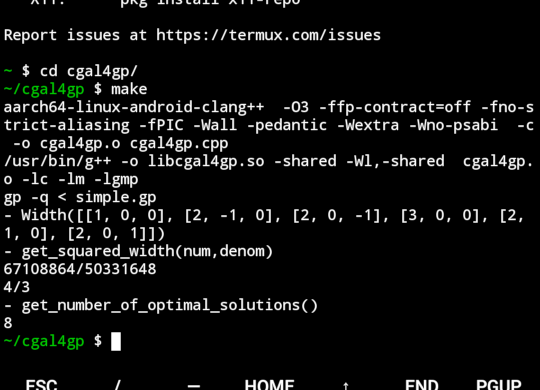 X11:      pkg install x11-repo
Report issues at https://termux.com/issues
~ $ cd cgal4gp/
~/cgal4gp $ make
aarch64-linux-android-clang++  -O3 -ffp-contract=off -fno-s
trict-aliasing -fPIC -Wall -pedantic -Wextra -Wno-psabi  -c
 -o cgal4gp.o cgal4gp.cpp
/usr/bin/g++ -o libcgal4gp.so -shared -Wl,-shared  cgal4gp.
o -lc -lm -lgmp
gp -q < simple.gp
- Width([[1, 0, 0], [2, -1, 0], [2, 0, -1], [3, 0, 0], [2,
1, 0], [2, 0, 1]])
- get_squared_width(num,denom)
67108864/50331648
4/3
- get_number_of_optimal_solutions()
8
~/cgal4gp $
ESC / — HOME ↑ END PGUP